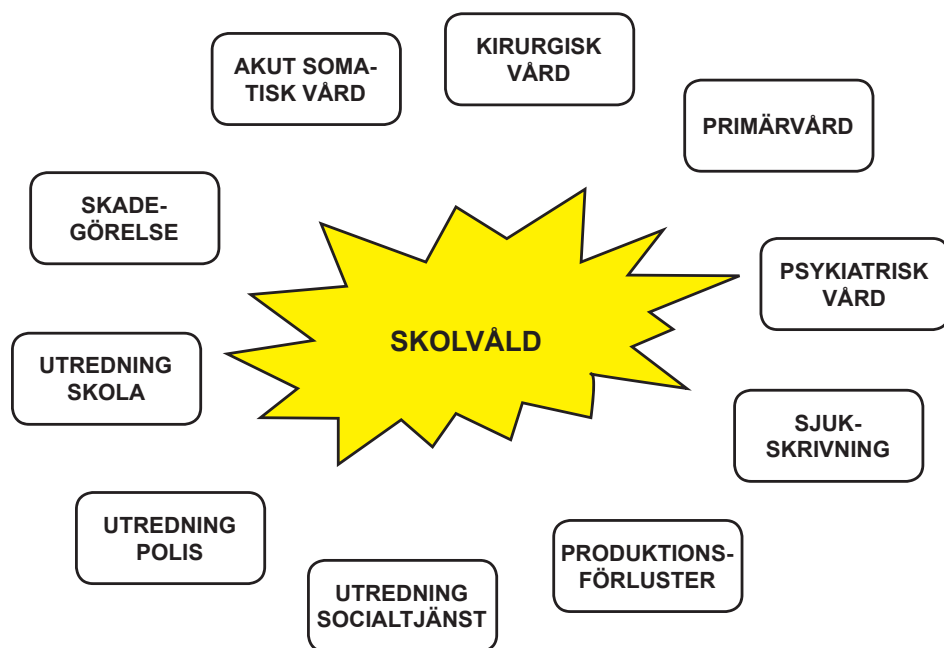 KIRURGISK
VÅRD
AKUT SOMA-
TISK VÅRD
PRIMÄRVÅRD
SKADE-
GÖRELSE
PSYKIATRISK
VÅRD
SKOLVÅLD
UTREDNING
SKOLA
SJUK-
SKRIVNING
UTREDNING
POLIS
PRODUKTIONS-
FÖRLUSTER
UTREDNING
SOCIALTJÄNST